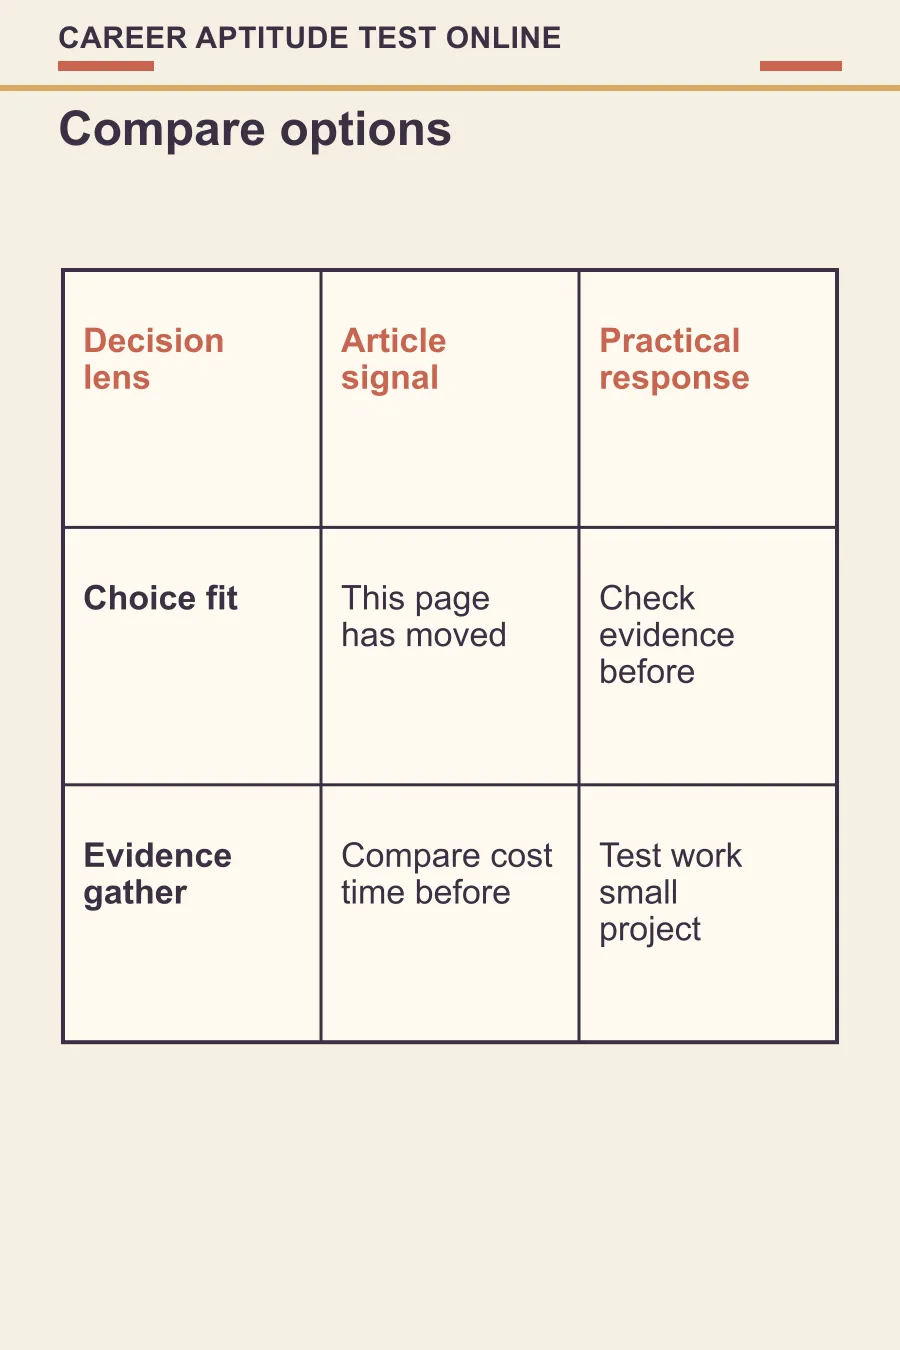 CAREER APTITUDE TEST ONLINE
Compare options
Decision
lens
Article
signal
Practical
response
Choice fit
This page
has moved
Check
evidence
before
Evidence
gather
Compare cost
time before
Test work
small
project